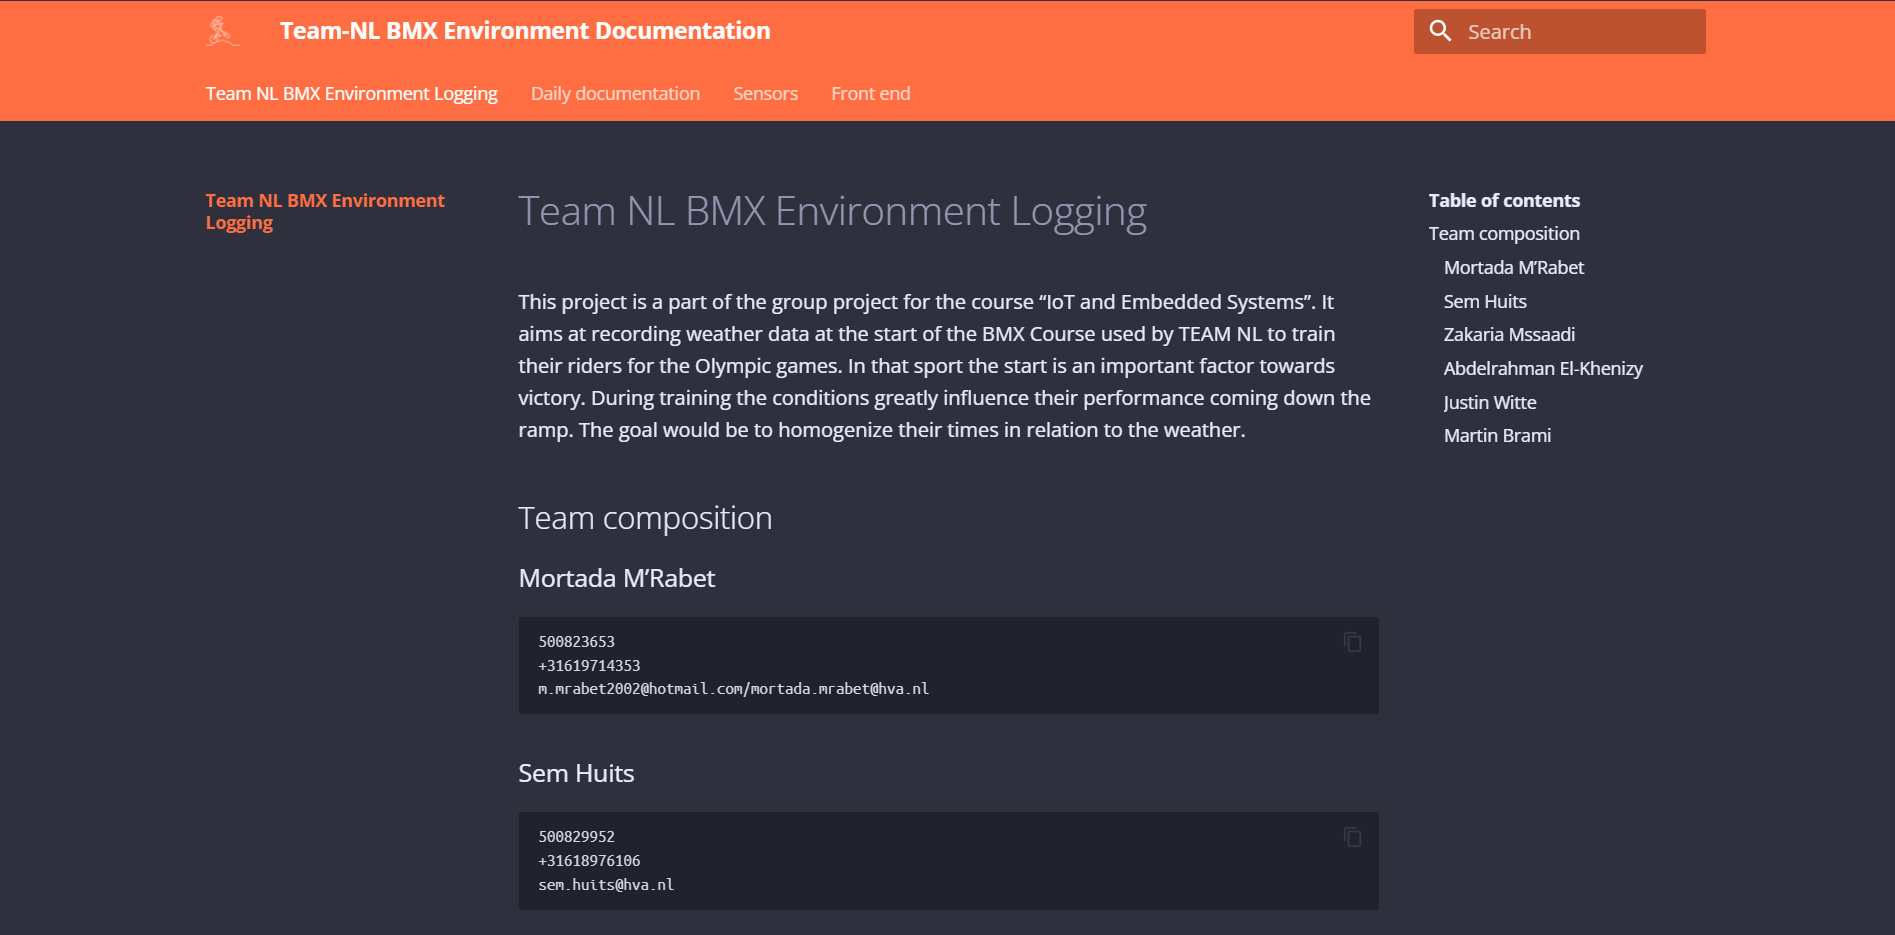 Team-NL BMX Environment Documentation
Search
Team NL BMX Environment Logging
Daily documentation
Sensors
Front end
Team NL BMX Environment
Logging
Team NL BMX Environment Logging
This project is a part of the group project for the course “IoT and Embedded Systems”. It
aims at recording weather data at the start of the BMX Course used by TEAM NL to train
their riders for the Olympic games. In that sport the start is an important factor towards
victory. During training the conditions greatly influence their performance coming down the
ramp. The goal would be to homogenize their times in relation to the weather.
Team composition
Mortada M’Rabet
500823653
+31619714353
m.mrabet2002@hotmail.com/mortada.mrabet@hva.nl
Sem Huits
500829952
+31618976106
sem.huits@hva.nl
Table of contents
Team composition
Mortada M’Rabet
Sem Huits
Zakaria Mssaadi
Abdelrahman El-Khenizy
Justin Witte
Martin Brami